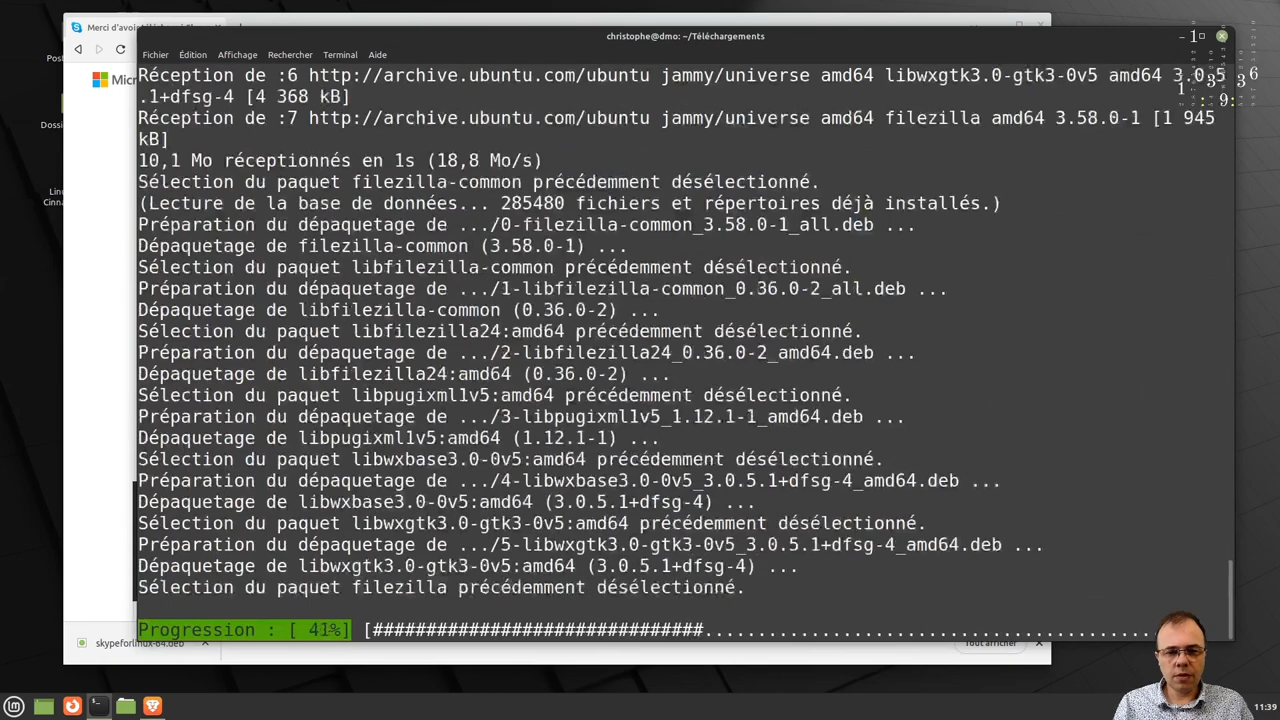 Merci d'avoir
christophe@dmo: ~/Téléchargements
Fichier Édition Affichage Rechercher Terminal Aide
Post
Micr
Réception de :6 http://archive.ubuntu.com/ubuntu jammy/universe amd64 libwxgtk3.0-gtk3-0v5 amd64 3.0.5
.1+dfsg-4 [4 368 kB]
Réception de :7 http://archive.ubuntu.com/ubuntu jammy/universe amd64 filezilla amd64 3.58.0-1 [1 945
kB]
10,1 Mo réceptionnés en 1s (18,8 Mo/s)
Sélection du paquet filezilla-common précédemment désélectionné.
(Lecture de la base de données... 285480 fichiers et répertoires déjà installés.)
Préparation du dépaquetage de .../0-filezilla-common_3.58.0-1_all.deb ...
Dépaquetage de filezilla-common (3.58.0-1) ...
Sélection du paquet libfilezilla-common précédemment désélectionné.
Préparation du dépaquetage de .../1-libfilezilla-common_0.36.0-2_all.deb ...
Dépaquetage de libfilezilla-common (0.36.0-2) ...
Sélection du paquet libfilezilla24:amd64 précédemment désélectionné.
Préparation du dépaquetage de .../2-libfilezilla24_0.36.0-2_amd64.deb ...
Dépaquetage de libfilezilla24:amd64 (0.36.0-2) ...
Sélection du paquet libpugixml1v5:amd64 précédemment désélectionné.
Préparation du dépaquetage de .../3-libpugixml1v5_1.12.1-1_amd64.deb ...
Dépaquetage de libpugixml1v5:amd64 (1.12.1-1) ...
Sélection du paquet libwxbase3.0-0v5:amd64 précédemment désélectionné.
Préparation du dépaquetage de .../4-libwxbase3.0-0v5_3.0.5.1+dfsg-4_amd64.deb ...
Dépaquetage de libwxbase3.0-0v5:amd64 (3.0.5.1+dfsg-4) ...
Sélection du paquet libwxgtk3.0-gtk3-0v5:amd64 précédemment désélectionné.
Préparation du dépaquetage de .../5-libwxgtk3.0-gtk3-0v5_3.0.5.1+dfsg-4_amd64.deb ...
Dépaquetage de libwxgtk3.0-gtk3-0v5:amd64 (3.0.5.1+dfsg-4) ...
Sélection du paquet filezilla précédemment désélectionné.
Progression : [ 41%] [###############################..........................................
Dossi
Linu
Cinna
skypeforlinux-64.deb
Tout afficher
11:39